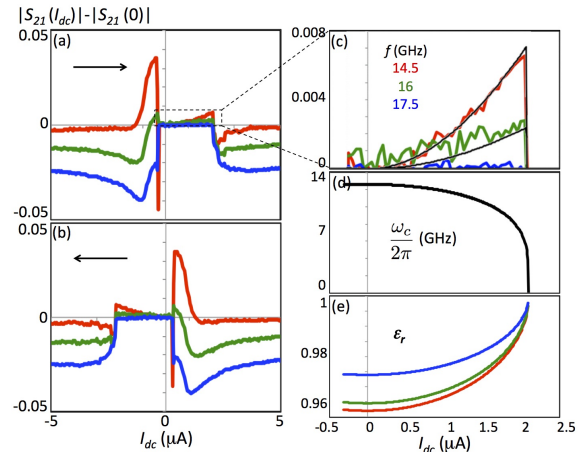 |S21(Idc)|-|S21(0)|
0.05
(a)
0
-0.05
(b)
0
-0.05
-5
0
5
Idc (μA)
0.008
(c)
f (GHz)
14.5
16
17.5
0.004
0
14
(d)
7
ωc/2π (GHz)
0
1
(e)
εr
0.98
0.96
-0.5
0
0.5
1
1.5
2
2.5
Idc (μA)